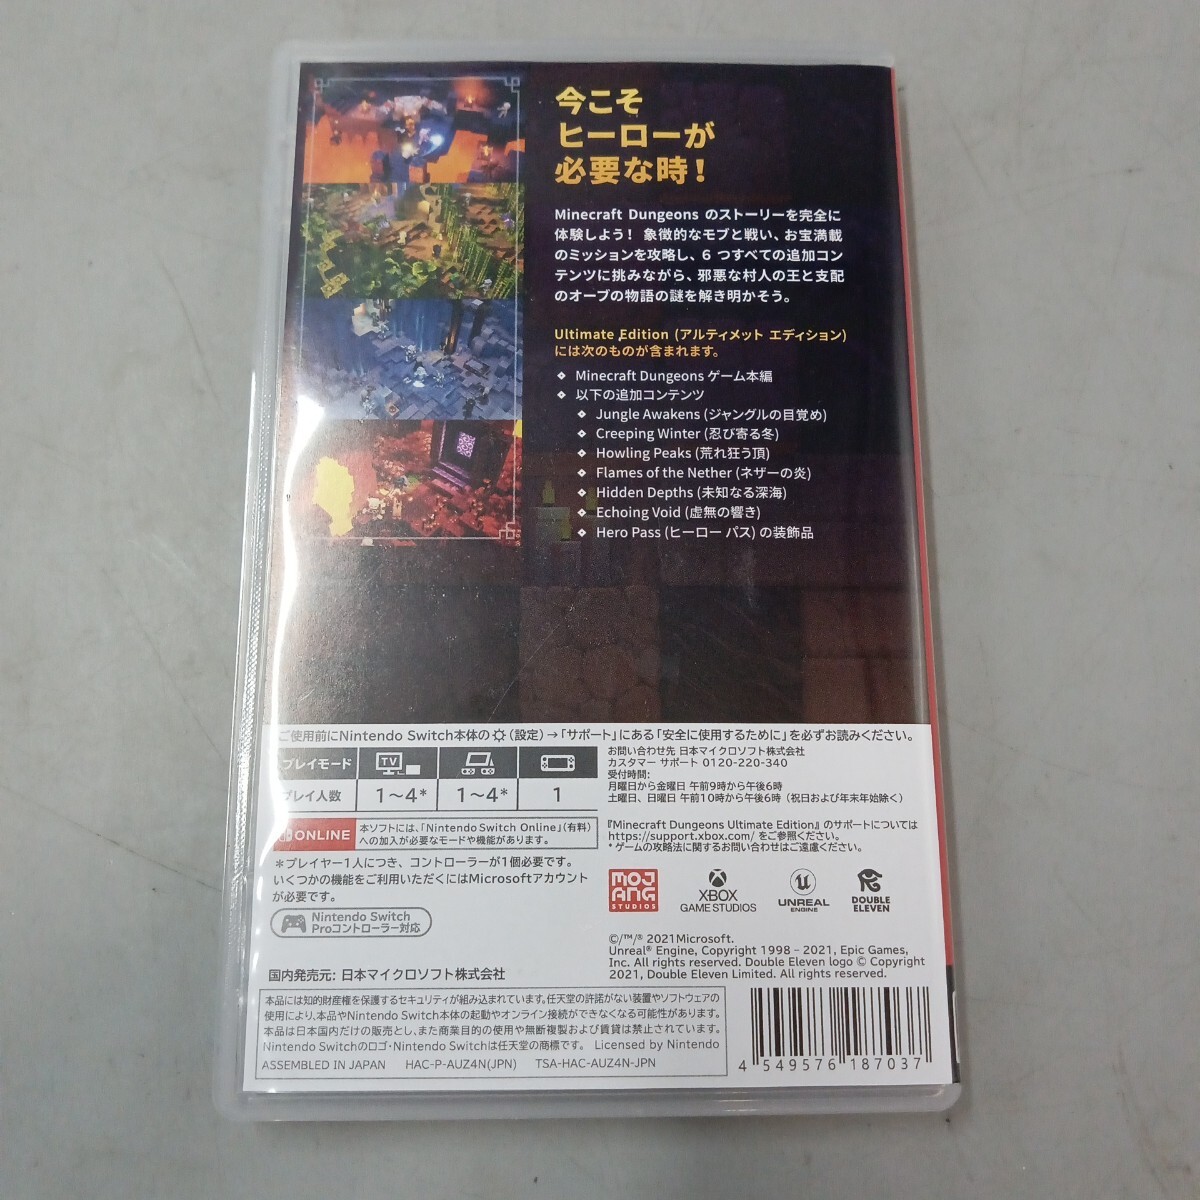 今こそ
ヒーローが
必要な時!
Minecraft Dungeons のストーリーを完全に
体験しよう! 象徴的なモブと戦い、お宝満載
のミッションを攻略し、6 つすべての追加コン
テンツに挑みながら、邪悪な村人の王と支配
のオーブの物語の謎を解き明かそう。
Ultimate Edition (アルティメット エディション)
には次のものが含まれます。
Minecraft Dungeons ゲーム本編
以下の追加コンテンツ
Jungle Awakens (ジャングルの目覚め)
Creeping Winter (忍び寄る冬)
Howling Peaks (荒れ狂う頂)
Flames of the Nether (ネザーの炎)
Hidden Depths (未知なる深海)
Echoing Void (虚無の響き)
Hero Pass (ヒーロー パス) の装飾品
ご使用前にNintendo Switch本体の(設定)→「サポート」にある「安全に使用するために」を必ずお読みください。
プレイモード TV
プレイ人数 1～4* 1～4* 1
ONLINE
本ソフトには、「Nintendo Switch Online」(有料)
への加入が必要なモードや機能があります。
*プレイヤー1人につき、コントローラーが1個必要です。
いくつかの機能をご利用いただくにはMicrosoftアカウント
が必要です。
Nintendo Switch
Proコントローラー対応
国内発売元: 日本マイクロソフト株式会社
お問い合わせ先 日本マイクロソフト株式会社
カスタマー サポート 0120-220-340
受付時間:
月曜日から金曜日 午前9時から午後6時
土曜日、日曜日 午前10時から午後6時 (祝日および年末年始除く)
『Minecraft Dungeons Ultimate Edition』のサポートについては
https://support.xbox.com/ をご参照ください。
*ゲームの攻略法に関するお問い合わせはご遠慮ください。
MOJANG
STUDIOS
XBOX
GAME STUDIOS
UNREAL
ENGINE
DOUBLE
ELEVEN
©/™/® 2021Microsoft.
Unreal® Engine, Copyright 1998 – 2021, Epic Games,
Inc. All rights reserved. Double Eleven logo © Copyright
2021, Double Eleven Limited. All rights reserved.
本品には知的財産権を保護するセキュリティが組み込まれています。任天堂の許諾がない装置やソフトウェアの
使用により、本品やNintendo Switch本体の起動やオンライン接続ができなくなる可能性があります。
本品は日本国内だけの販売とし、また商業目的の使用や無断複製および賃貸は禁止されています。
Nintendo Switchのロゴ・Nintendo Switchは任天堂の商標です。 Licensed by Nintendo
ASSEMBLED IN JAPAN HAC-P-AUZ4N(JPN) TSA-HAC-AUZ4N-JPN
4 549576 187037